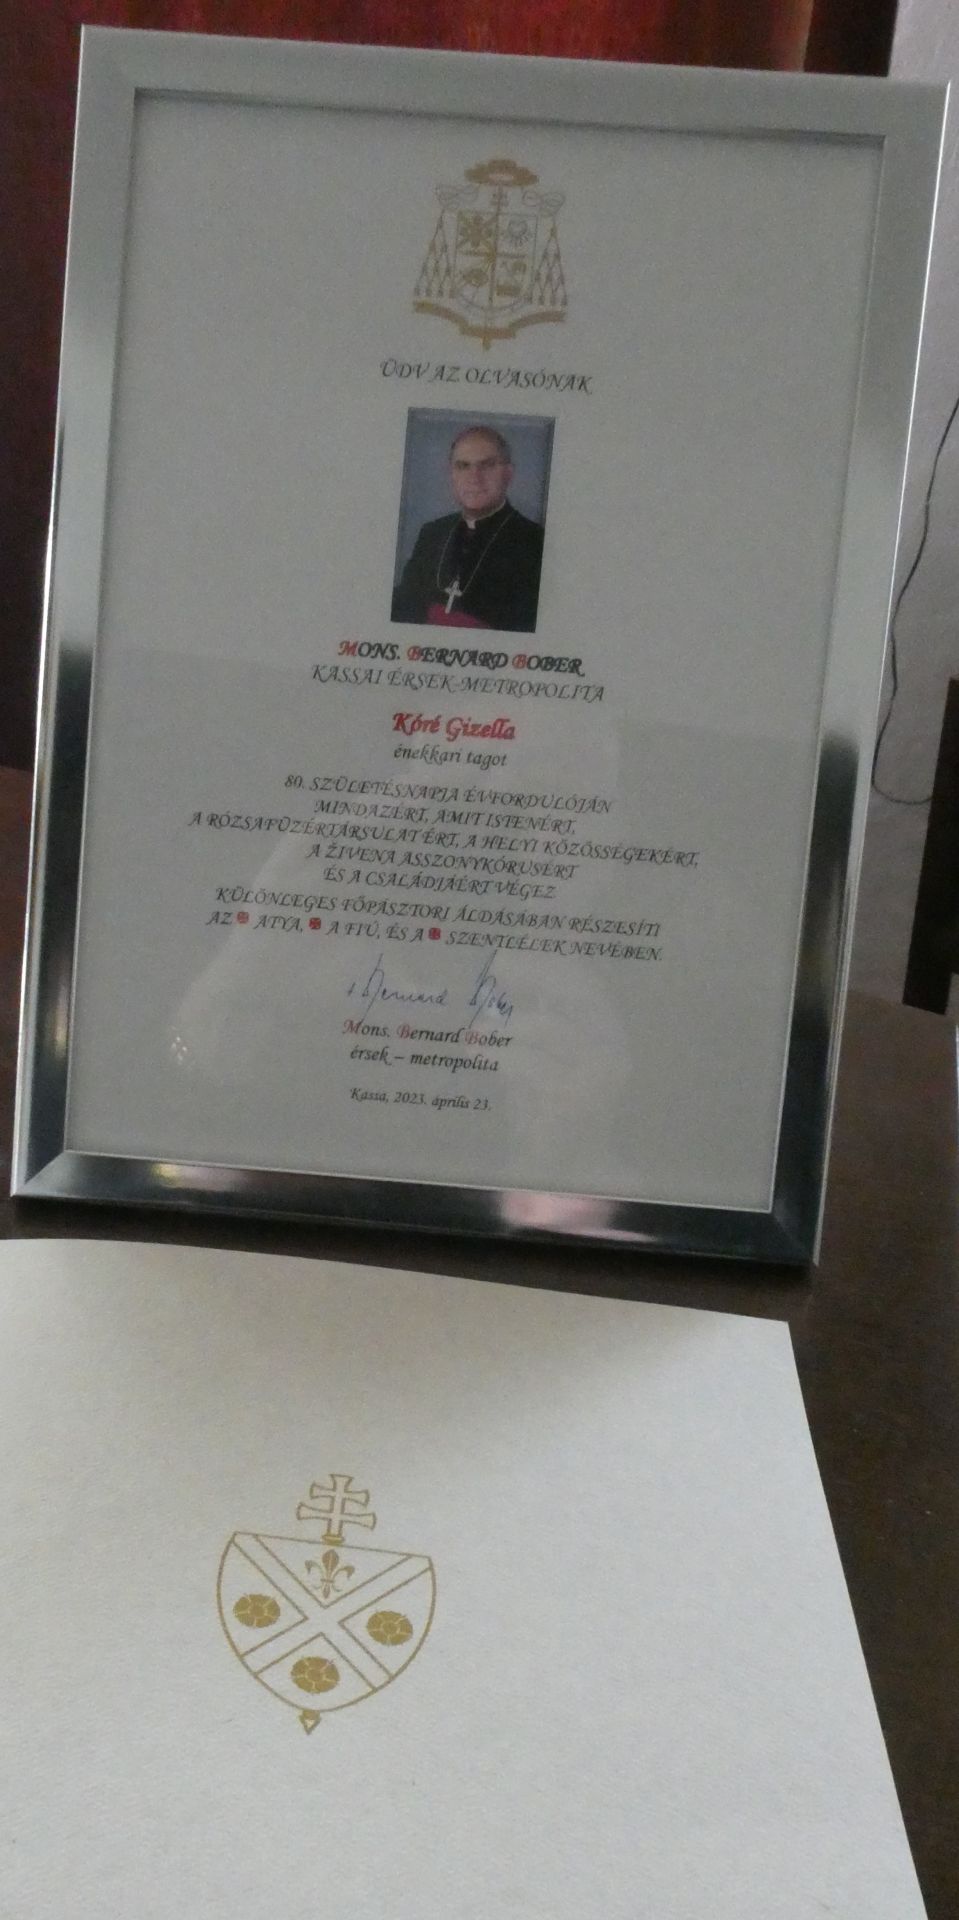 ÜDV AZ OLVASÓNAK
MONS. BERNARD BOBER
KASSAI ÉRSEK-METROPOLITA
Kóré Gizella
énekkari tagot
80. SZÜLETÉSNAPJA ÉVFORDULÓJÁN
MINDAZÉRT, AMIT ISTENÉRT,
A RÓZSAFÜZÉRTÁRSULATÉRT, A HELYI KÖZÖSSÉGEKÉRT,
A ŽIVENA ASSZONYKÓRUSÉRT
ÉS A CSALÁDJÁÉRT VÉGEZ
KÜLÖNLEGES FŐPÁSZTORI ÁLDÁSÁBAN RÉSZESÍTI
AZ ATYA, A FIÚ, ÉS A SZENTLÉLEK NEVÉBEN.
Bernard Bober
Mons. Bernard Bober
érsek – metropolita
Kassa, 2023. április 23.